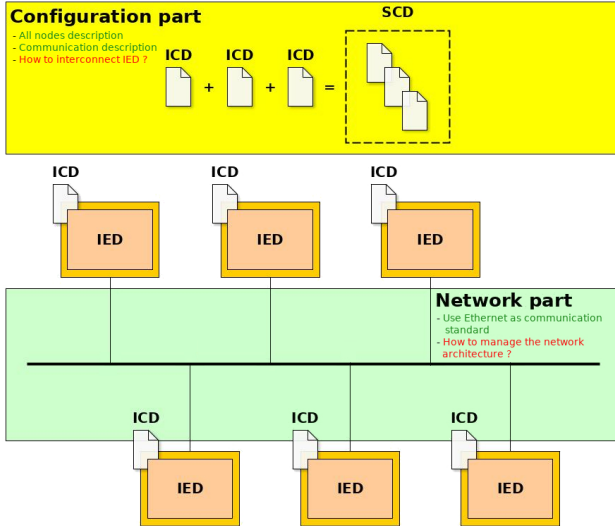 Configuration part
SCD
- All nodes description
- Communication description
- How to interconnect IED ?
ICD
ICD
ICD
+
+
=
ICD
ICD
ICD
IED
IED
IED
Network part
- Use Ethernet as communication
standard
- How to manage the network
architecture ?
ICD
ICD
ICD
IED
IED
IED